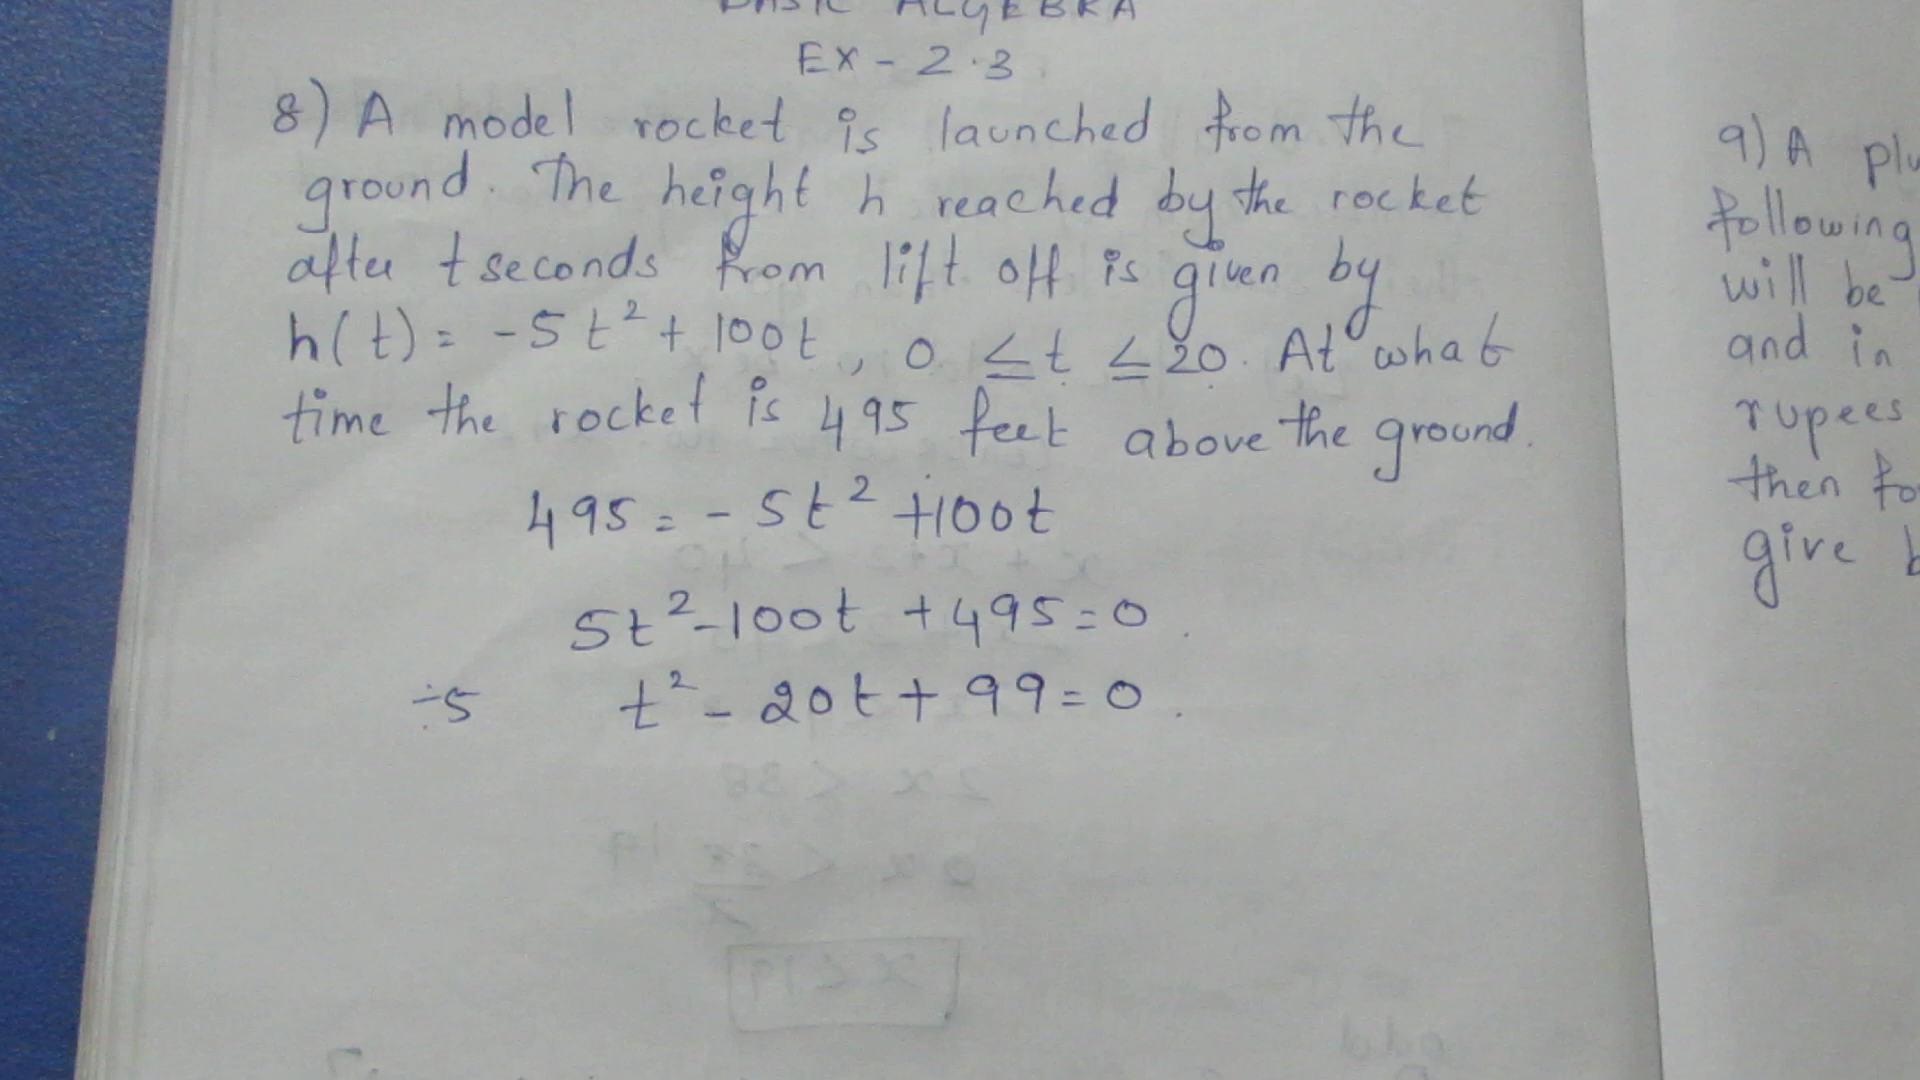 BASIC ALGEBRA
EX - 2.3
8) A model rocket is launched from the
ground. The height h reached by the rocket
after t seconds from lift off is given by
h(t) = -5t² + 100t, 0 ≤ t ≤ 20. At what
time the rocket is 495 feet above the ground.
495 = -5t² +100t
5t² - 100t + 495 = 0.
÷5 t² - 20t + 99 = 0.
9) A
following
will be
and in
rupees
then
give